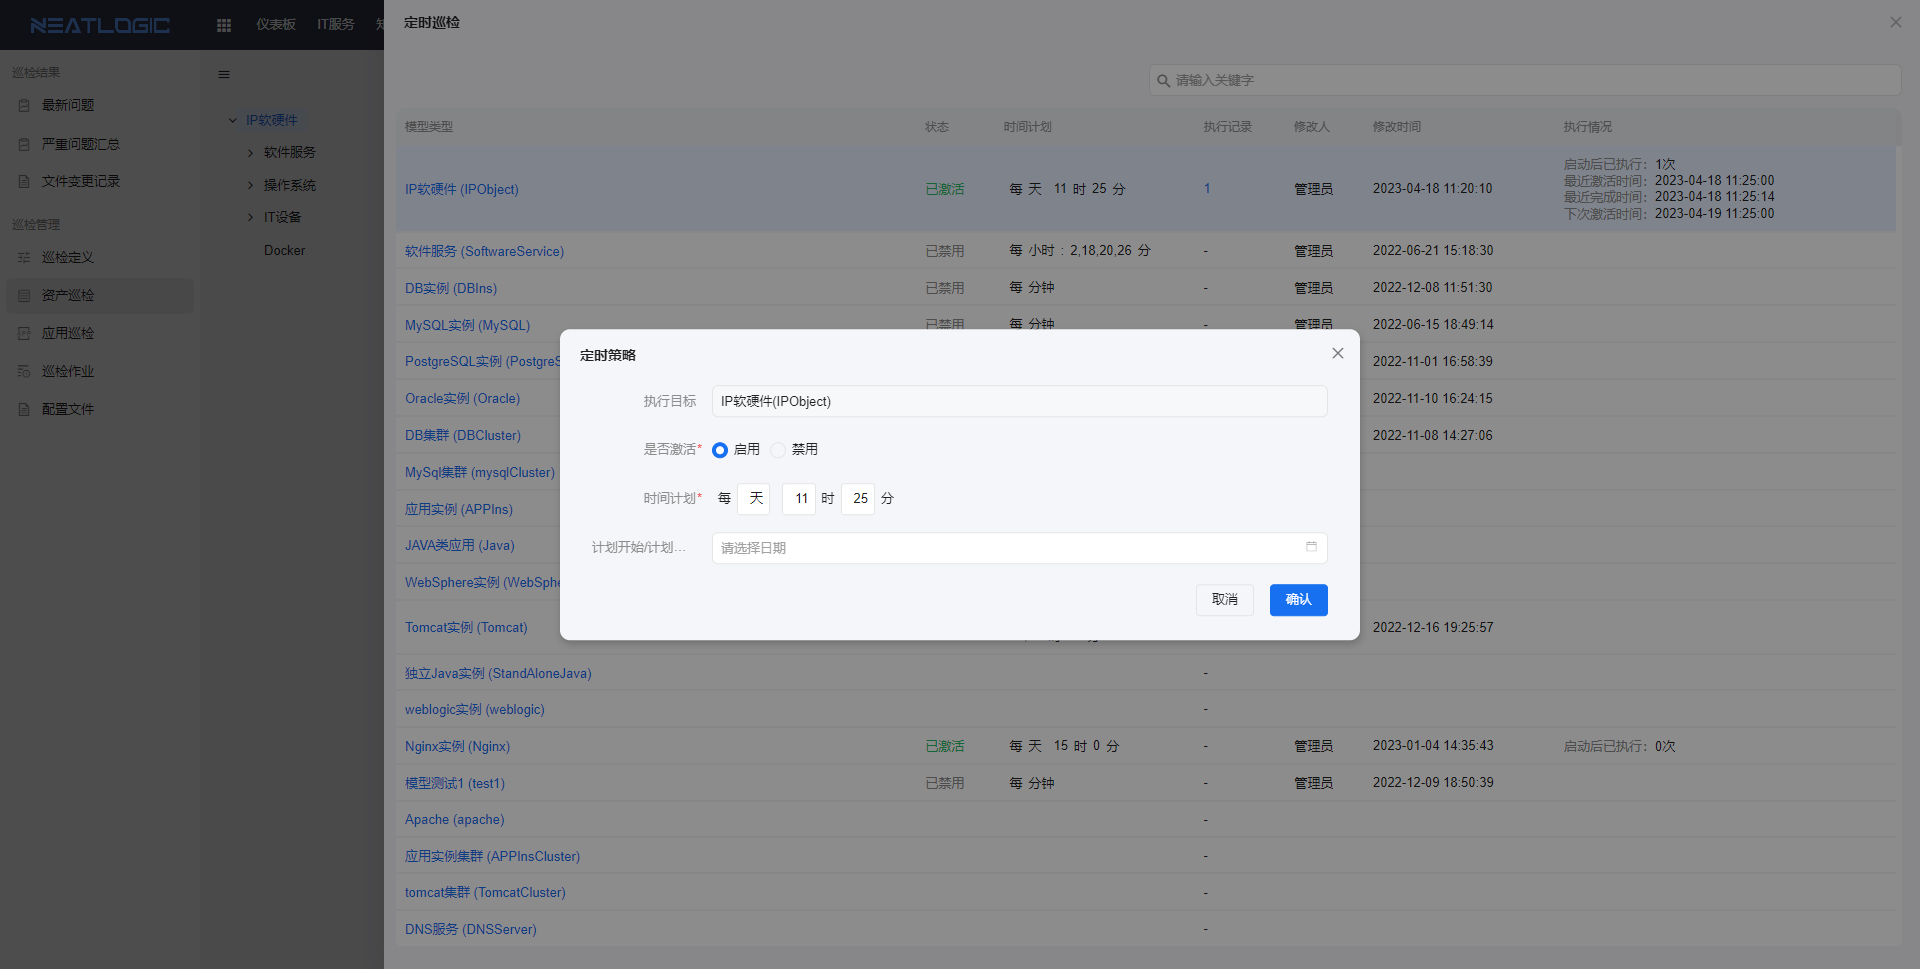 NEATLOGIC
仪表板
IT服务
定时巡检
请输入关键字
巡检结果
最新问题
严重问题汇总
文件变更记录
巡检管理
巡检定义
资产巡检
应用巡检
巡检作业
配置文件
IP软硬件
软件服务
操作系统
IT设备
Docker
模型类型 状态 时间计划 执行记录 修改人 修改时间 执行情况
IP软硬件 (IPObject) 已激活 每 天 11 时 25 分 1 管理员 2023-04-18 11:20:10
启动后已执行：1次
最近激活时间：2023-04-18 11:25:00
最近完成时间：2023-04-18 11:25:14
下次激活时间：2023-04-19 11:25:00
软件服务 (SoftwareService) 已禁用 每 小时 : 2,18,20,26 分 - 管理员 2022-06-21 15:18:30
DB实例 (DBIns) 已禁用 每 分钟 - 管理员 2022-12-08 11:51:30
MySQL实例 (MySQL) 已禁用 每 分钟 - 管理员 2022-06-15 18:49:14
PostgreSQL实例 (PostgreS 2022-11-01 16:58:39
Oracle实例 (Oracle) 2022-11-10 16:24:15
DB集群 (DBCluster) 2022-11-08 14:27:06
MySql集群 (mysqlCluster)
应用实例 (APPIns)
JAVA类应用 (Java)
WebSphere实例 (WebSphe
Tomcat实例 (Tomcat) 2022-12-16 19:25:57
独立Java实例 (StandAloneJava) -
weblogic实例 (weblogic) -
Nginx实例 (Nginx) 已激活 每 天 15 时 0 分 - 管理员 2023-01-04 14:35:43 启动后已执行：0次
模型测试1 (test1) 已禁用 每 分钟 - 管理员 2022-12-09 18:50:39
Apache (apache) -
应用实例集群 (APPInsCluster) -
tomcat集群 (TomcatCluster) -
DNS服务 (DNSServer) -
定时策略
执行目标 IP软硬件(IPObject)
是否激活* 启用 禁用
时间计划* 每 天 11 时 25 分
计划开始/计划... 请选择日期
取消 确认